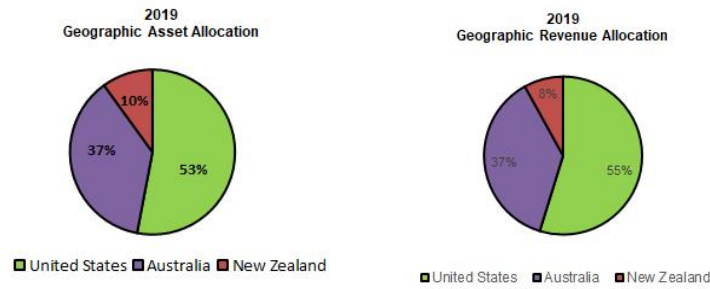 2019
Geographic Asset Allocation
10%
37%
53%
United States Australia New Zealand
2019
Geographic Revenue Allocation
8%
37%
55%
United States Australia New Zealand